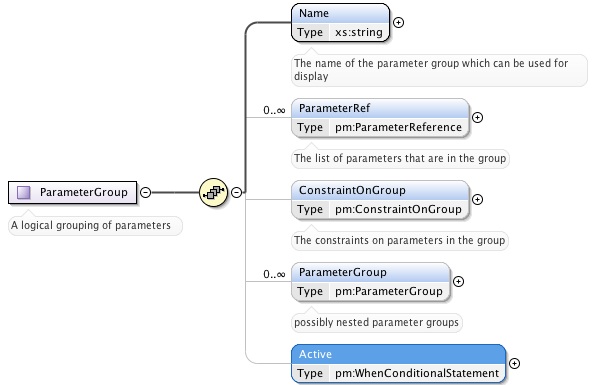 Name
Type xs:string
The name of the parameter group which can be used for
display
0..∞
ParameterRef
Type pm:ParameterReference
The list of parameters that are in the group
ConstraintOnGroup
Type pm:ConstraintOnGroup
The constraints on parameters in the group
ParameterGroup
A logical grouping of parameters
0..∞
ParameterGroup
Type pm:ParameterGroup
possibly nested parameter groups
Active
Type pm:WhenConditionalStatement